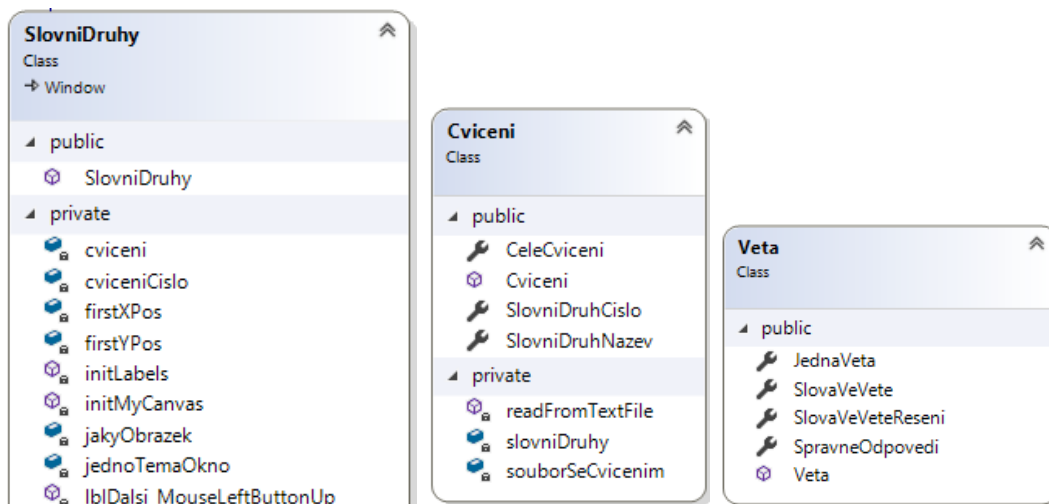 SlovniDruhy
Class
Window
public
SlovniDruhy
private
cviceni
cviceniCislo
firstXPos
firstYPos
initLabels
initMyCanvas
jakyObrazek
jednoTemaOkno
lblDalsi_MouseLeftButtonUp
Cviceni
Class
public
CeleCviceni
Cviceni
SlovniDruhCislo
SlovniDruhNazev
private
readFromTextFile
slovniDruhy
souborSeCvicenim
Veta
Class
public
JednaVeta
SlovaVeVete
SlovaVeVeteReseni
SpravneOdpovedi
Veta